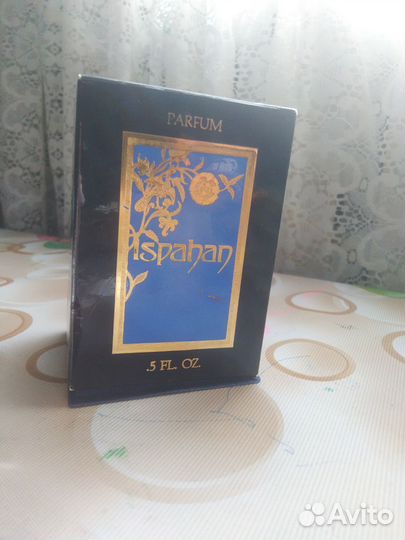 PARFUM
Ispahan
.5 FL. OZ.
Avito